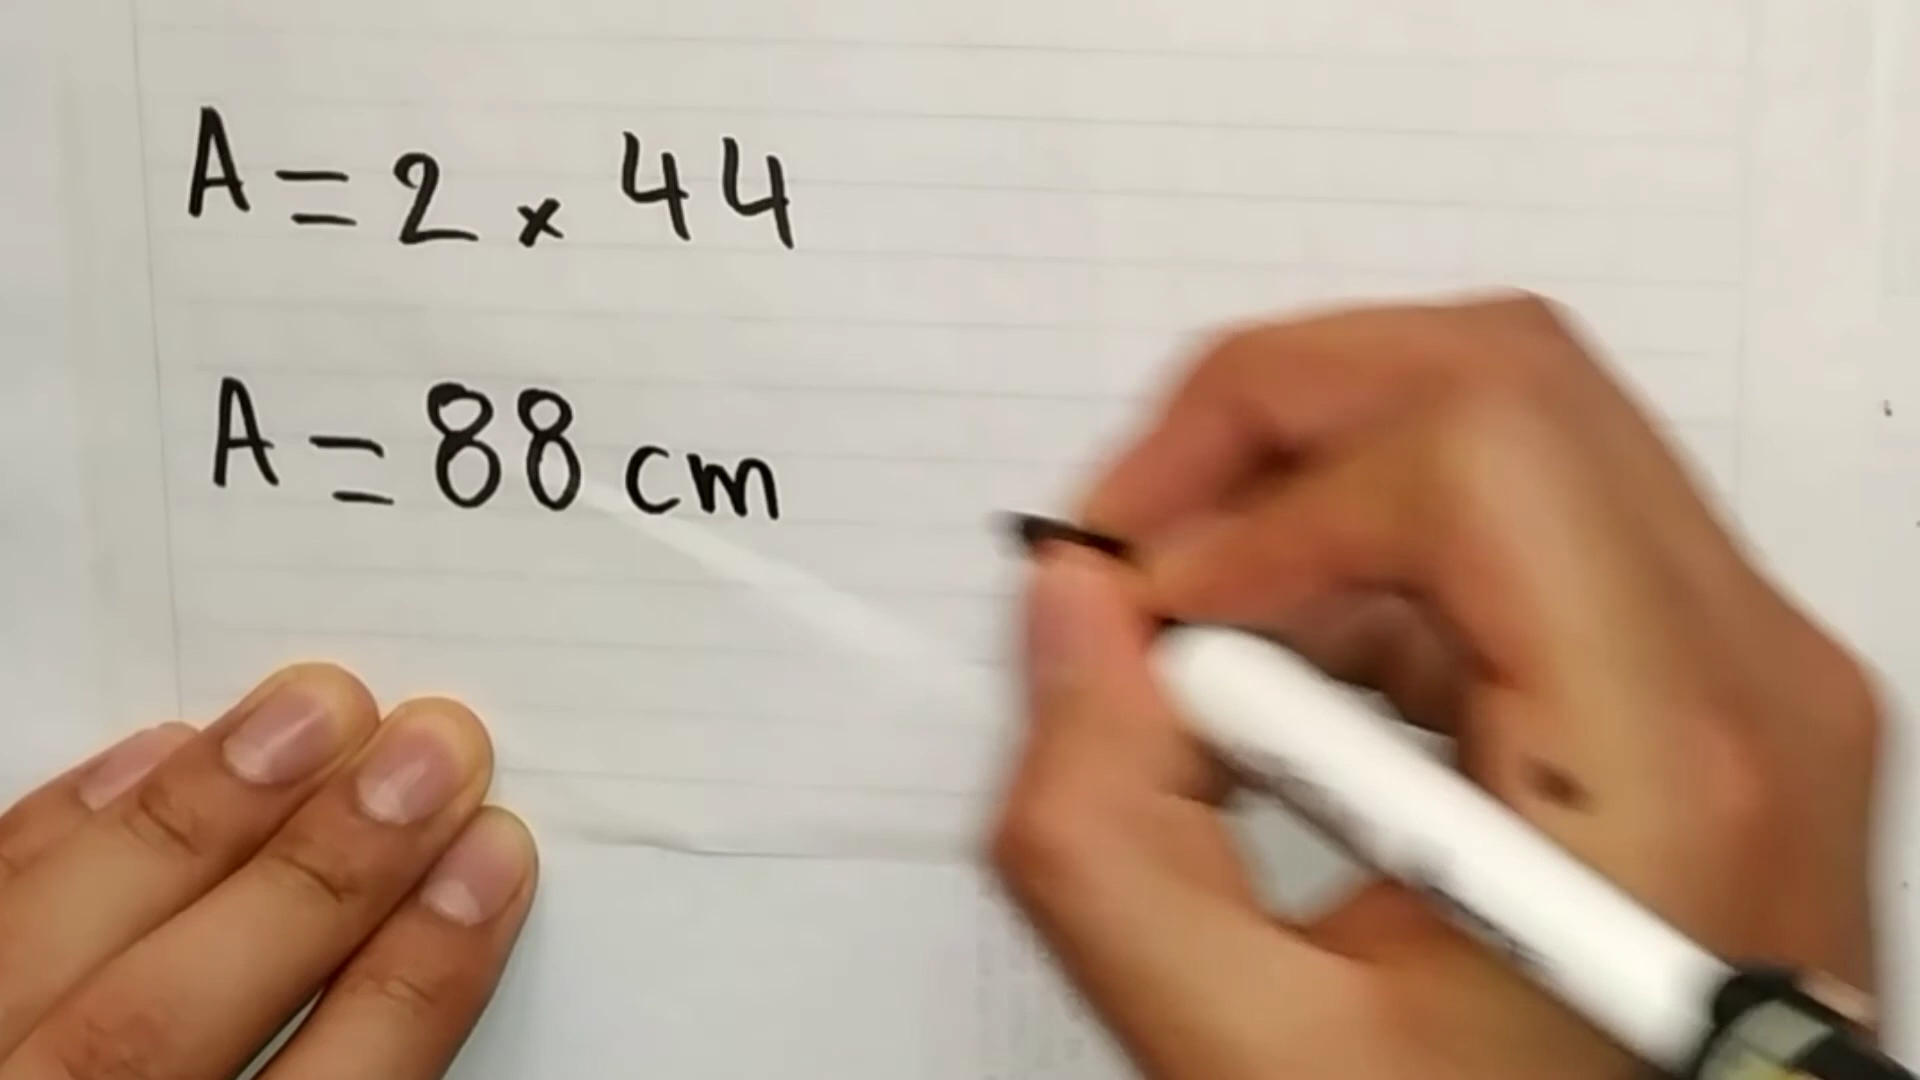 A = 2 × 44
A = 88 cm